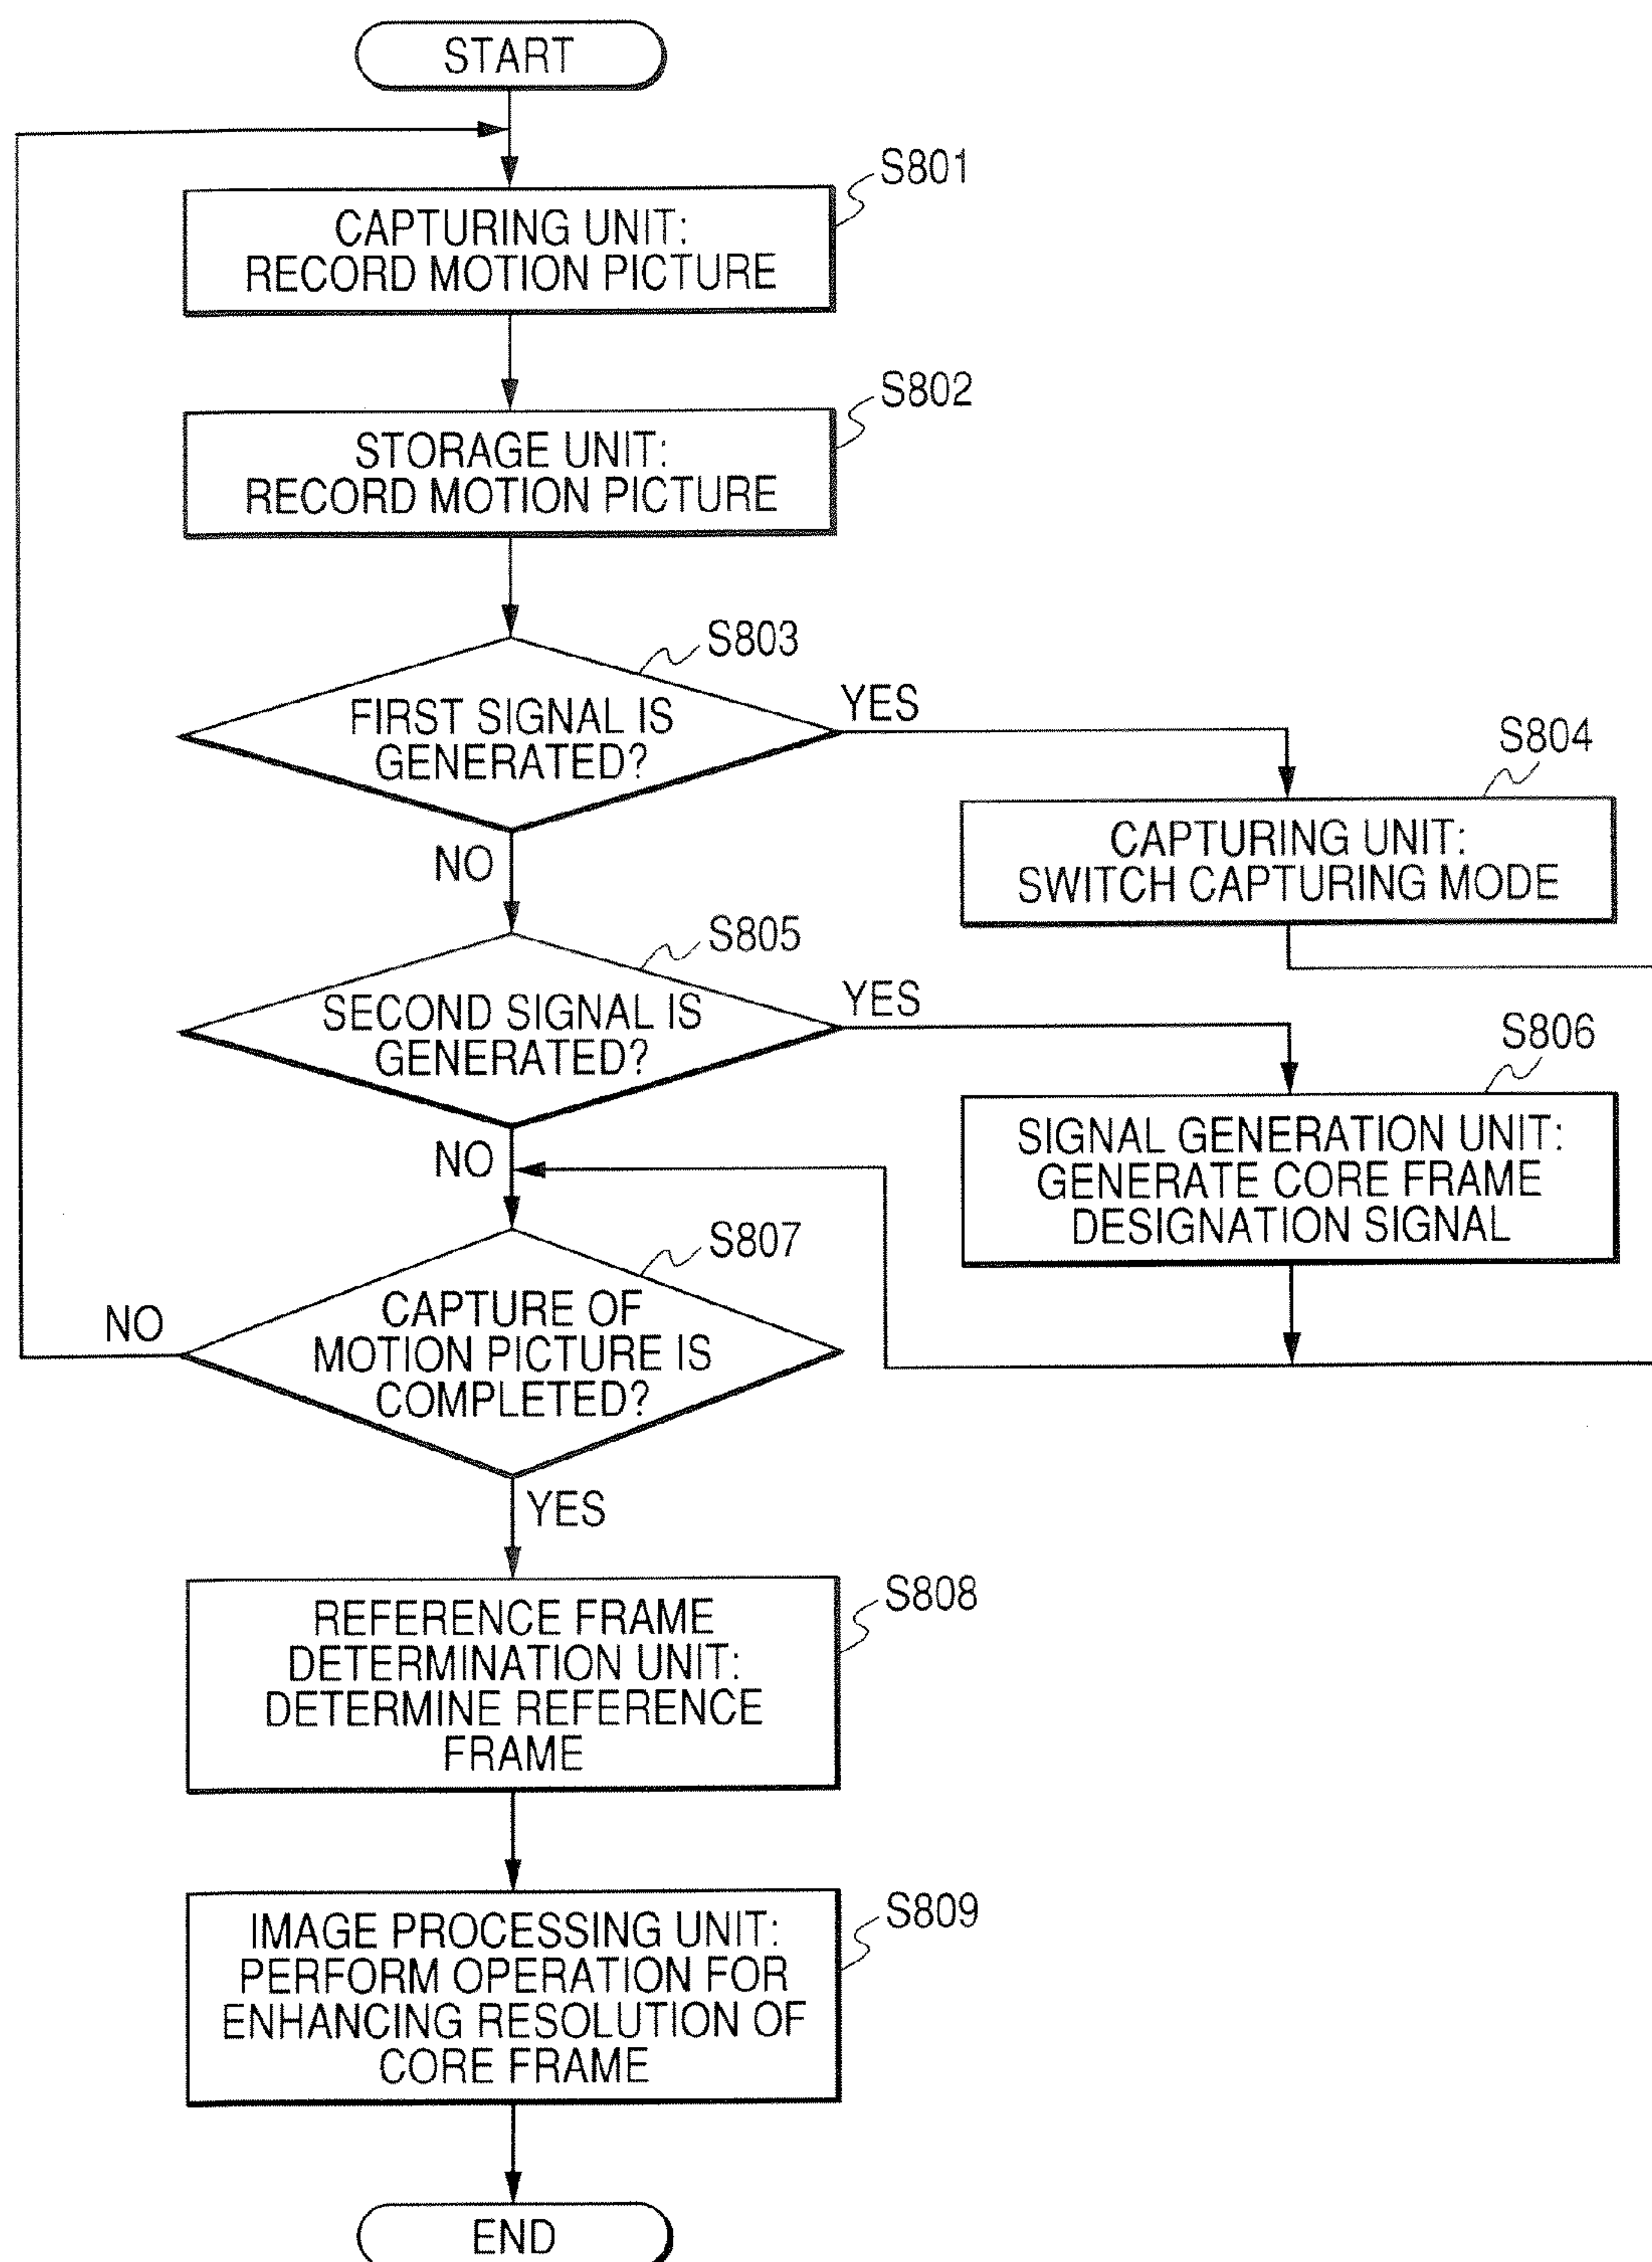 START
S801
CAPTURING UNIT:
RECORD MOTION PICTURE
S802
STORAGE UNIT:
RECORD MOTION PICTURE
S803
FIRST SIGNAL IS
GENERATED?
YES
NO
S804
CAPTURING UNIT:
SWITCH CAPTURING MODE
S805
SECOND SIGNAL IS
GENERATED?
YES
NO
S806
SIGNAL GENERATION UNIT:
GENERATE CORE FRAME
DESIGNATION SIGNAL
S807
CAPTURE OF
MOTION PICTURE IS
COMPLETED?
NO
YES
S808
REFERENCE FRAME
DETERMINATION UNIT:
DETERMINE REFERENCE
FRAME
S809
IMAGE PROCESSING UNIT:
PERFORM OPERATION FOR
ENHANCING RESOLUTION OF
CORE FRAME
END